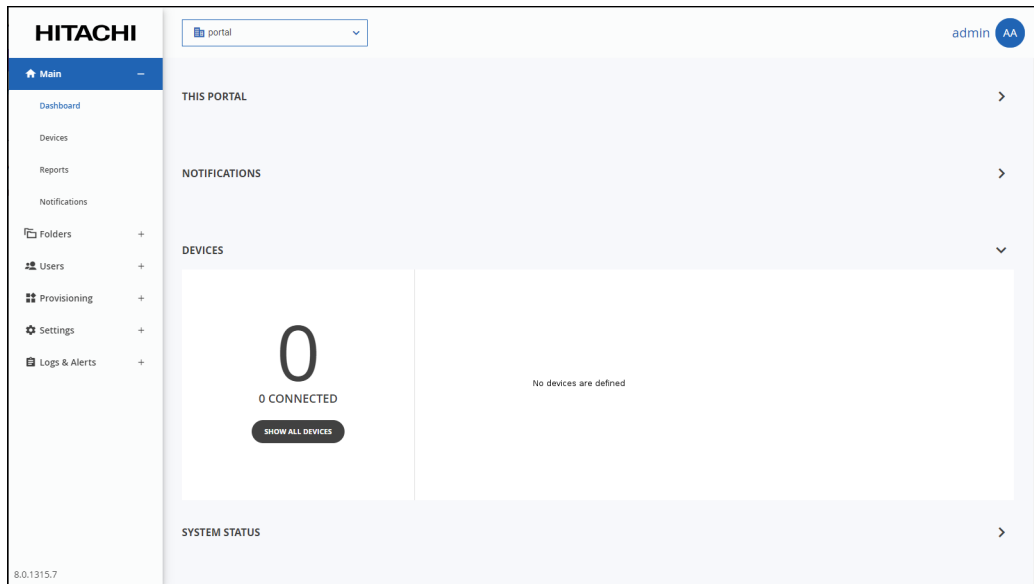 HITACHI
portal
admin
AA
Main
Dashboard
Devices
Reports
Notifications
Folders
Users
Provisioning
Settings
Logs & Alerts
8.0.1315.7
THIS PORTAL
NOTIFICATIONS
DEVICES
0
0 CONNECTED
SHOW ALL DEVICES
No devices are defined
SYSTEM STATUS